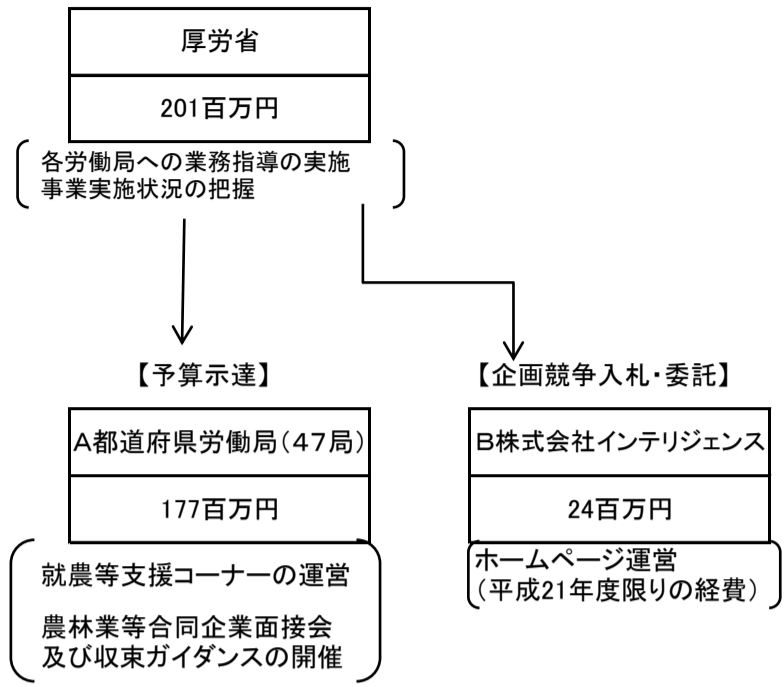 厚労省
201百万円
各労働局への業務指導の実施
事業実施状況の把握
【予算示達】
A都道府県労働局(47局)
177百万円
就農等支援コーナーの運営
農林業等合同企業面接会
及び収束ガイダンスの開催
【企画競争入札・委託】
B株式会社インテリジェンス
24百万円
ホームページ運営
(平成21年度限りの経費)